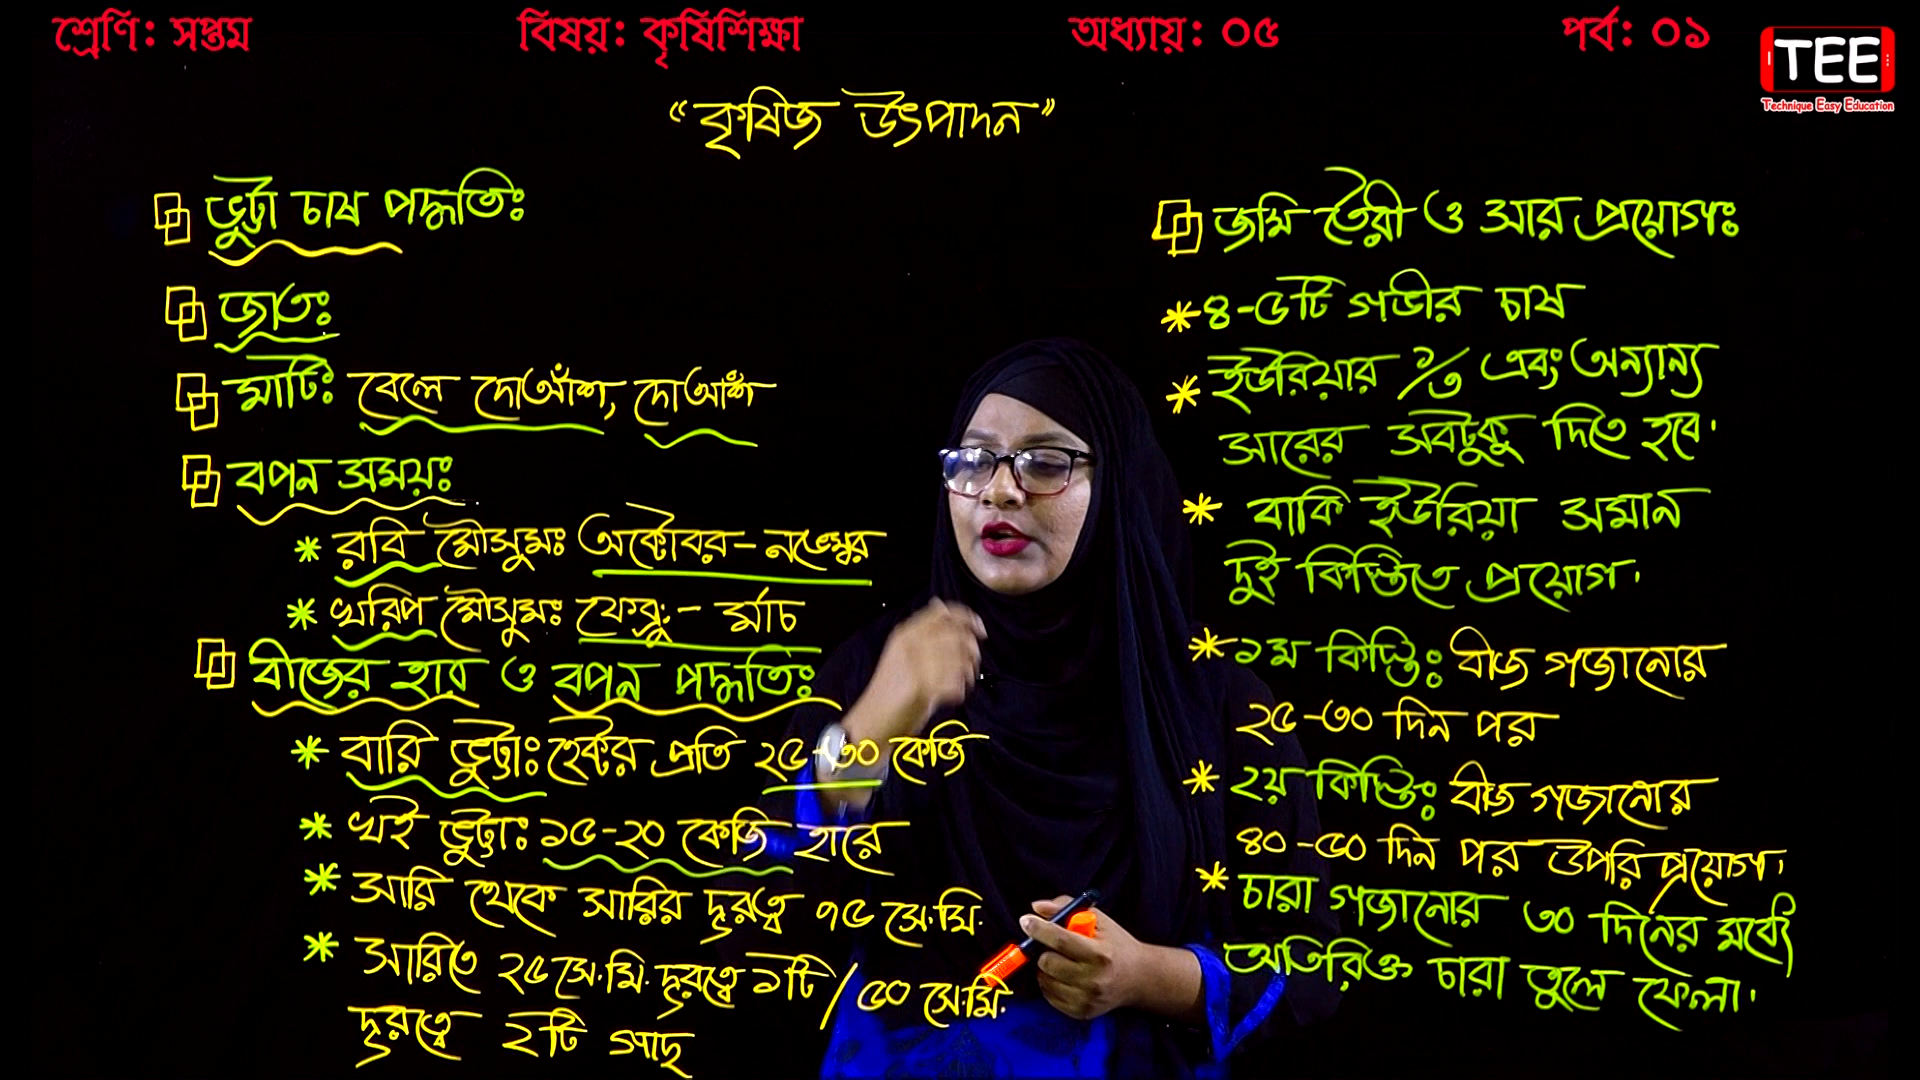 শ্রেণি: সপ্তম
বিষয়: কৃষিশিক্ষা
অধ্যায়: ০৫
পর্ব: ০১
TEE
Technique Easy Education
“কৃষিজ উৎপাদন”
ভুট্টা চাষ পদ্ধতিঃ
জাতঃ
মাটিঃ বেলে দোআঁশ, দোআঁশ
বপন সময়ঃ
* রবি মৌসুমঃ অক্টোবর - নভেম্বর
* খরিপ মৌসুমঃ ফেব্রুঃ - র্মাচ
বীজের হার ও বপন পদ্ধতিঃ
* বারি ভুট্টাঃ হেক্টর প্রতি ২৫-৩০ কেজি
* খই ভুট্টাঃ ১৫-২০ কেজি হারে
* সারি থেকে সারির দূরত্ব ৭৫ সে.মি.
* সারিতে ২৫ সে.মি. দূরত্বে ১টি / ৫০ সে.মি.
দূরত্বে ২টি গাছ
জমি তৈরী ও সার প্রয়োগঃ
* ৪-৫টি গভীর চাষ
* ইউরিয়ার ১/৩ এবং অন্যান্য
সারের সবটুকু দিতে হবে.
* বাকি ইউরিয়া সমান
দুই কিস্তিতে প্রয়োগ.
* ১ম কিস্তিঃ বীজ গজানোর
২৫-৩০ দিন পর
* ২য় কিস্তিঃ বীজ গজানোর
৪০-৫০ দিন পর উপরি প্রয়োগ.
* চারা গজানোর ৩০ দিনের মধ্যে
অতিরিক্ত চারা তুলে ফেলা.